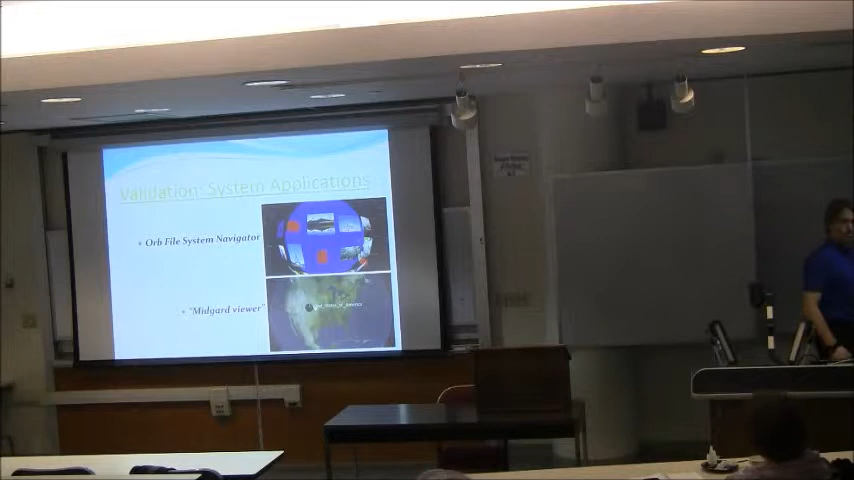 Validation: System Applications
• Orb File System Navigator
• "Midgard viewer"